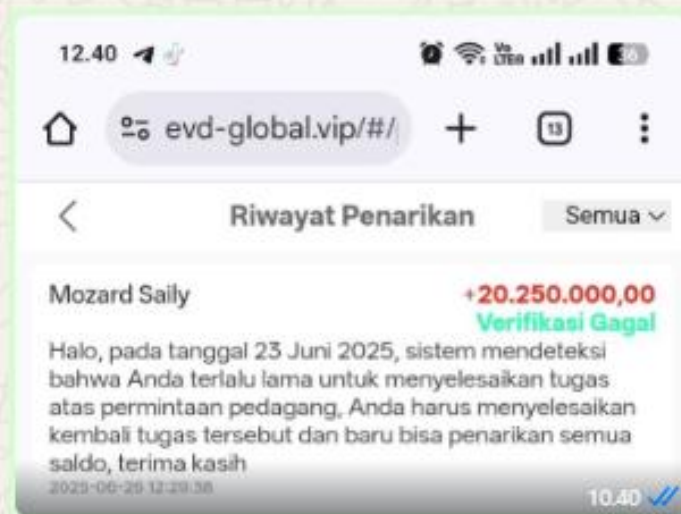 12.40
36
evd-global.vip/#/
13
Riwayat Penarikan
Semua
Mozard Saily
+20.250.000,00
Verifikasi Gagal
Halo, pada tanggal 23 Juni 2025, sistem mendeteksi
bahwa Anda terlalu lama untuk menyelesaikan tugas
atas permintaan pedagang, Anda harus menyelesaikan
kembali tugas tersebut dan baru bisa penarikan semua
saldo, terima kasih
10.40